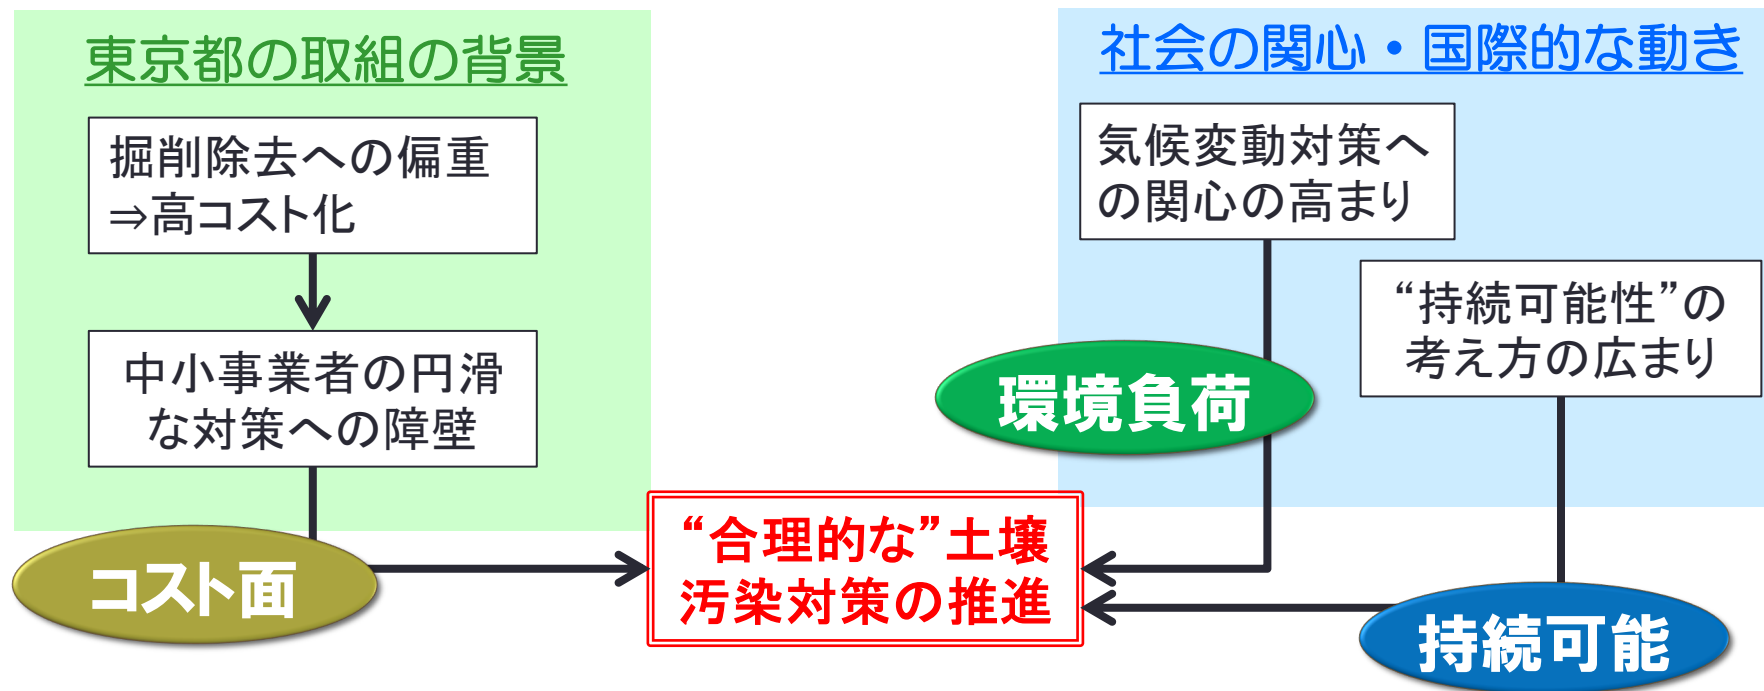 東京都の取組の背景
掘削除去への偏重
⇒高コスト化
中小事業者の円滑
な対策への障壁
コスト面
社会の関心・国際的な動き
気候変動対策へ
の関心の高まり
“持続可能性”の
考え方の広まり
環境負荷
持続可能
“合理的な”土壌
汚染対策の推進